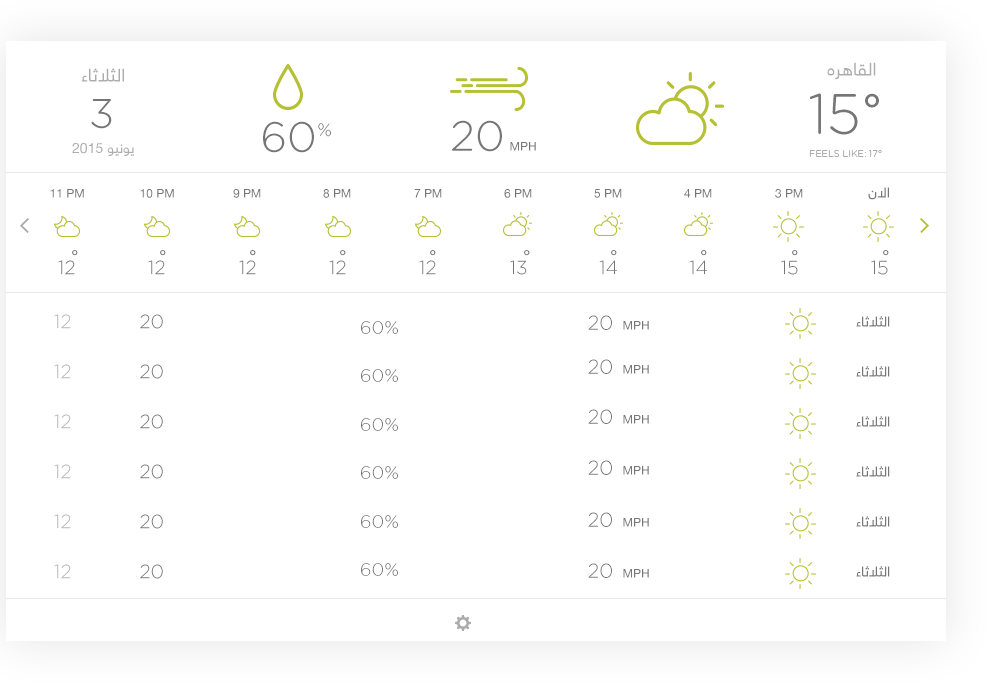 القاهره
15°
FEELS LIKE: 17°
20 MPH
60%
الثلاثاء
3
يونيو 2015
الان 3 PM 4 PM 5 PM 6 PM 7 PM 8 PM 9 PM 10 PM 11 PM
15° 15° 14° 14° 13° 12° 12° 12° 12° 12°
الثلاثاء 20 MPH 60% 20 12
الثلاثاء 20 MPH 60% 20 12
الثلاثاء 20 MPH 60% 20 12
الثلاثاء 20 MPH 60% 20 12
الثلاثاء 20 MPH 60% 20 12
الثلاثاء 20 MPH 60% 20 12